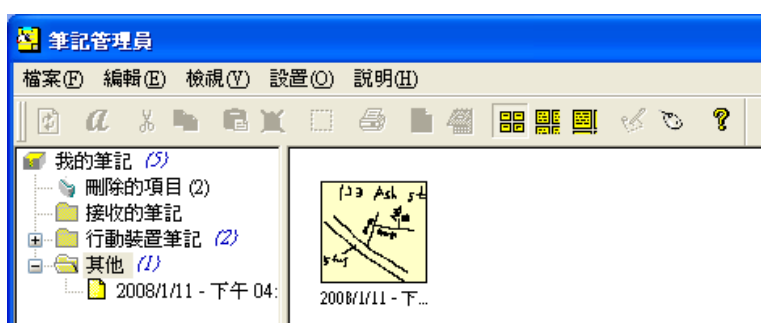 筆記管理員
檔案(F) 編輯(E) 檢視(V) 設置(O) 説明(H)
我的筆記 (5)
刪除的項目 (2)
接收的筆記
行動裝置筆記 (2)
其他 (1)
2008/1/11 - 下午 04:
123 Ash st
2008/1/11 - 下...